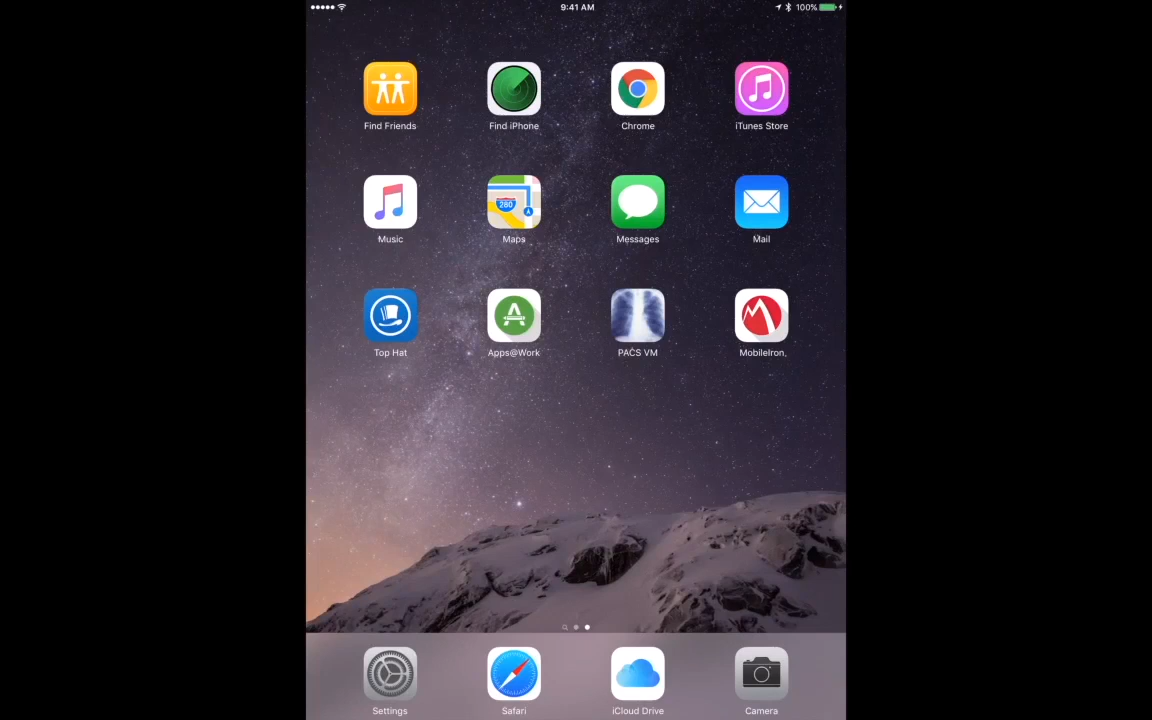 9:41 AM 100%
Find Friends Find iPhone Chrome iTunes Store
280
Music Maps Messages Mail
Top Hat Apps@Work PACS VM MobileIron,
Settings Safari iCloud Drive Camera